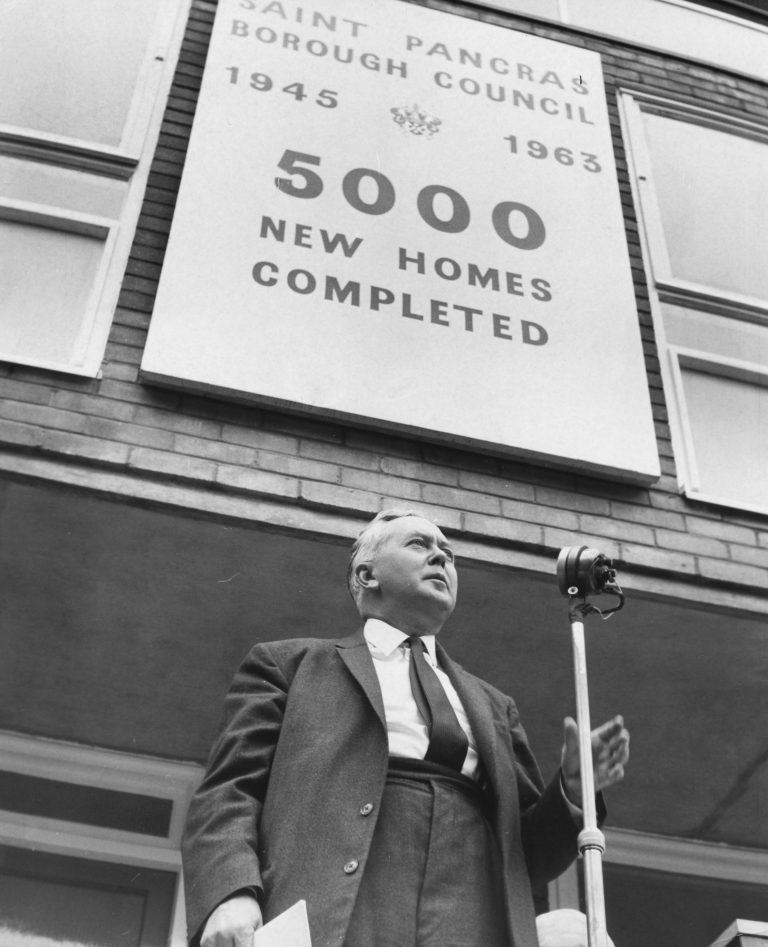 SAINT PANCRAS
BOROUGH COUNCIL
1945 1963
5000
NEW HOMES
COMPLETED